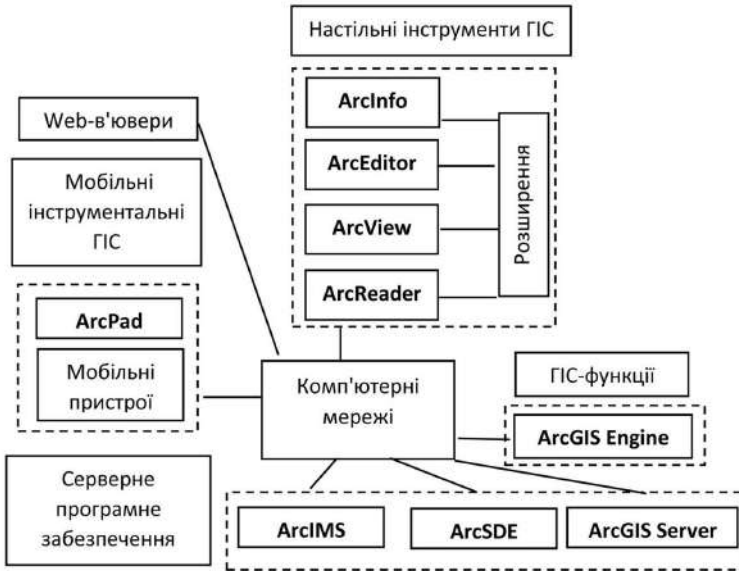 Настільні інструменти ГІС
ArcInfo
ArcEditor
ArcView
ArcReader
Розширення
Web-в'ювери
Мобільні
інструментальні
ГІС
ArcPad
Мобільні
пристрої
Комп'ютерні
мережі
ГІС-функції
ArcGIS Engine
Серверне
програмне
забезпечення
ArcIMS
ArcSDE
ArcGIS Server